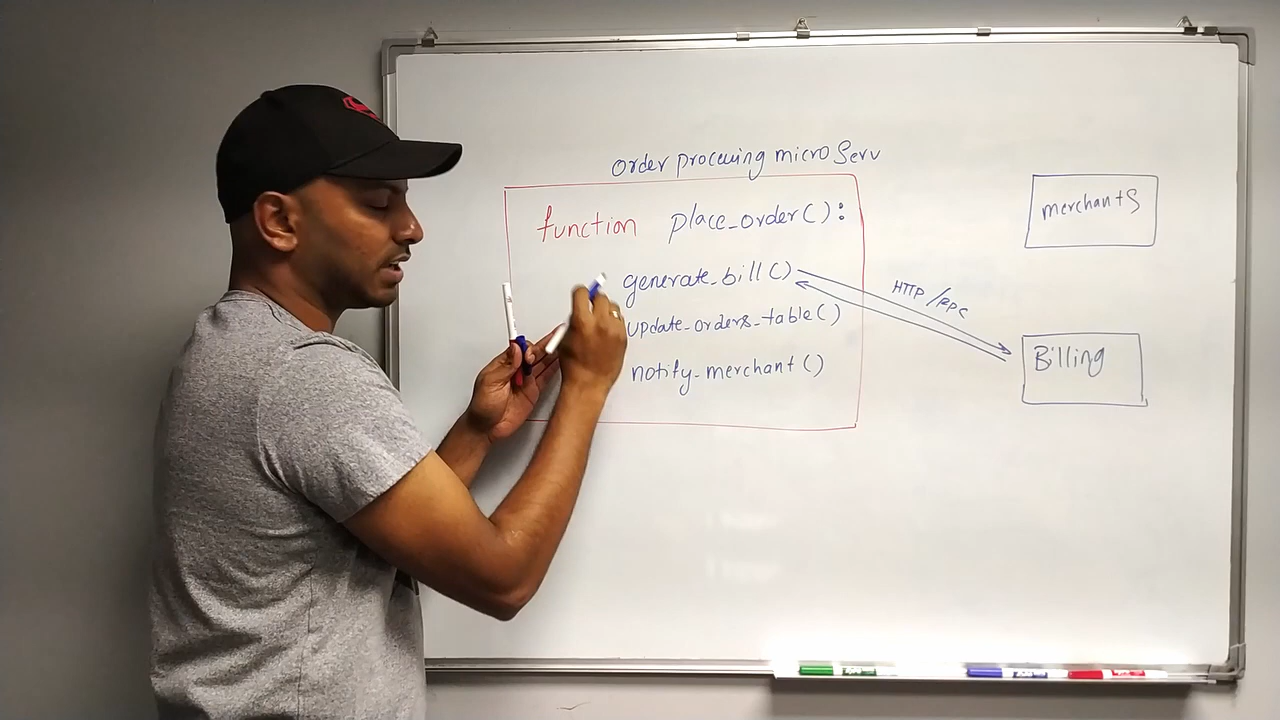 order processing micro Serv
function place_order():
generate_bill()
update_orders_table()
notify_merchant()
merchants
HTTP/RPC
Billing